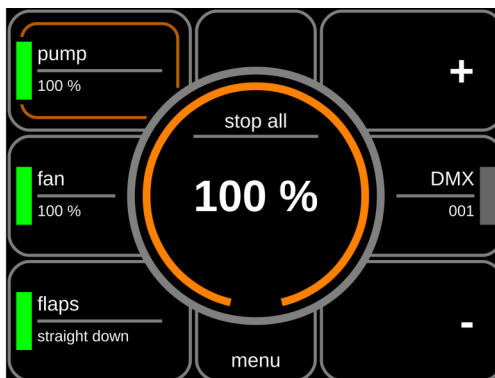 pump
100 %
+
stop all
fan
100 %
100 %
DMX
001
flaps
straight down
-
menu